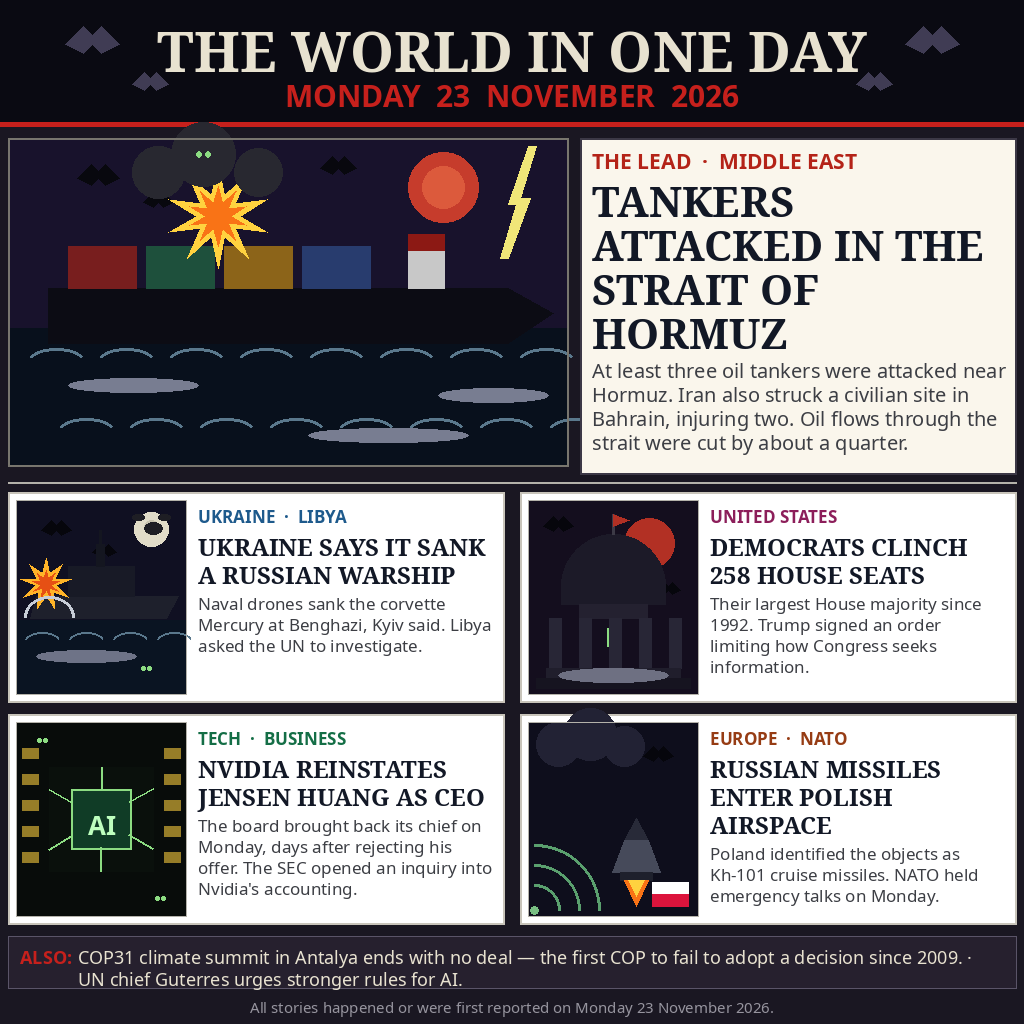 THE WORLD IN ONE DAY
MONDAY 23 NOVEMBER 2026
THE LEAD · MIDDLE EAST
TANKERS
ATTACKED IN THE
STRAIT OF
HORMUZ
At least three oil tankers were attacked near
Hormuz. Iran also struck a civilian site in
Bahrain, injuring two. Oil flows through the
strait were cut by about a quarter.
UKRAINE · LIBYA
UKRAINE SAYS IT SANK
A RUSSIAN WARSHIP
Naval drones sank the corvette
Mercury at Benghazi, Kyiv said. Libya
asked the UN to investigate.
UNITED STATES
DEMOCRATS CLINCH
258 HOUSE SEATS
Their largest House majority since
1992. Trump signed an order
limiting how Congress seeks
information.
AI
TECH · BUSINESS
NVIDIA REINSTATES
JENSEN HUANG AS CEO
The board brought back its chief on
Monday, days after rejecting his
offer. The SEC opened an inquiry into
Nvidia's accounting.
EUROPE · NATO
RUSSIAN MISSILES
ENTER POLISH
AIRSPACE
Poland identified the objects as
Kh-101 cruise missiles. NATO held
emergency talks on Monday.
ALSO: COP31 climate summit in Antalya ends with no deal — the first COP to fail to adopt a decision since 2009. ·
UN chief Guterres urges stronger rules for AI.
All stories happened or were first reported on Monday 23 November 2026.